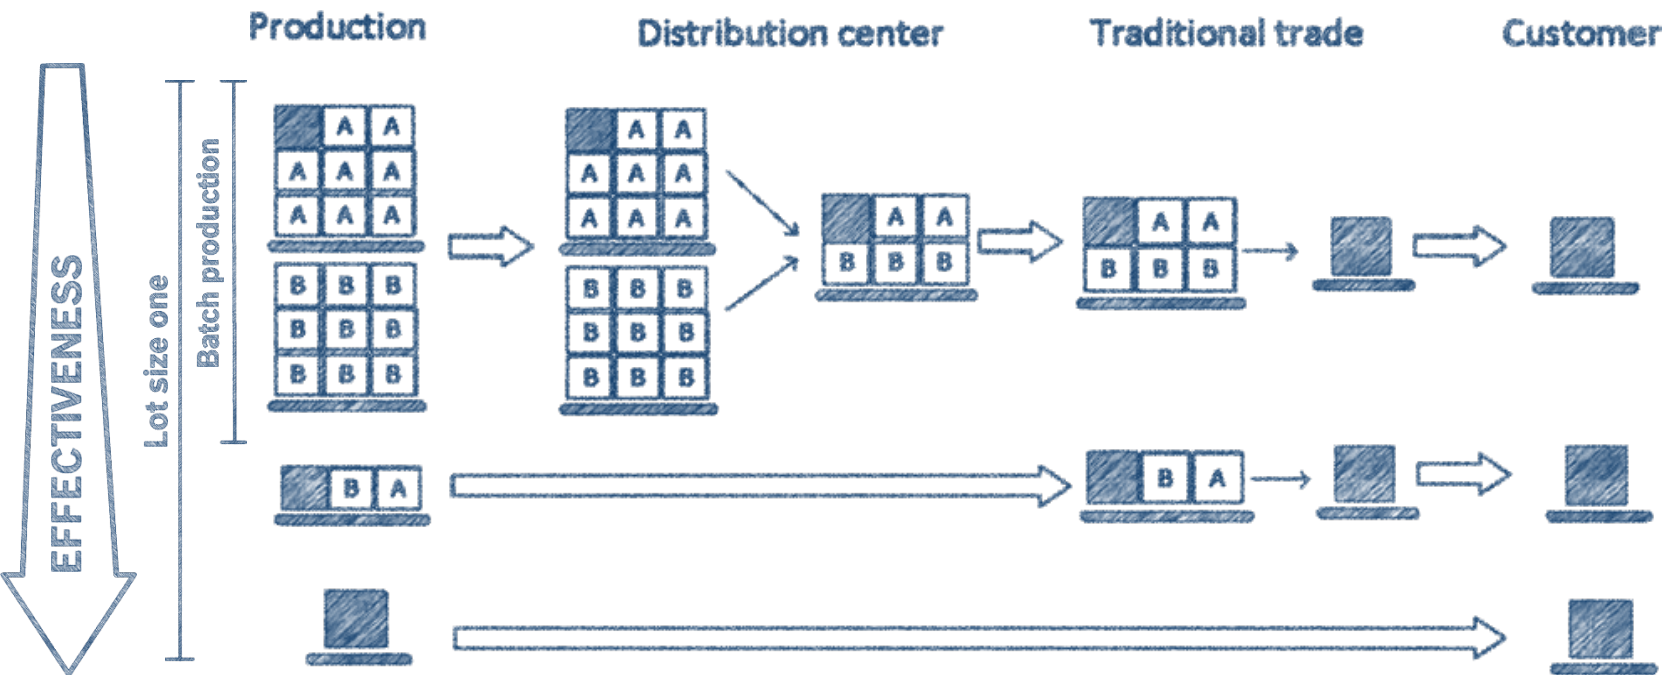 Production
Distribution center
Traditional trade
Customer
EFFECTIVENESS
Lot size one
Batch production
A A
A A A
A A A
B B B
B B B
B B B
A A
A A A
A A A
B B B
B B B
B B B
A A
B B B
A A
B B B
B A
B A